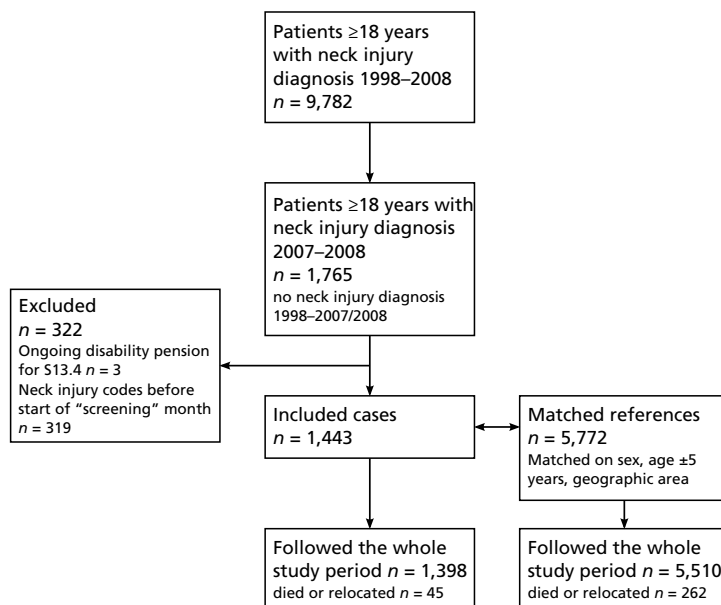 Patients ≥18 years
with neck injury
diagnosis 1998–2008
n = 9,782
Patients ≥18 years with
neck injury diagnosis
2007–2008
n = 1,765
no neck injury diagnosis
1998–2007/2008
Excluded
n = 322
Ongoing disability pension
for S13.4 n = 3
Neck injury codes before
start of “screening” month
n = 319
Included cases
n = 1,443
Matched references
n = 5,772
Matched on sex, age ±5
years, geographic area
Followed the whole
study period n = 1,398
died or relocated n = 45
Followed the whole
study period n = 5,510
died or relocated n = 262